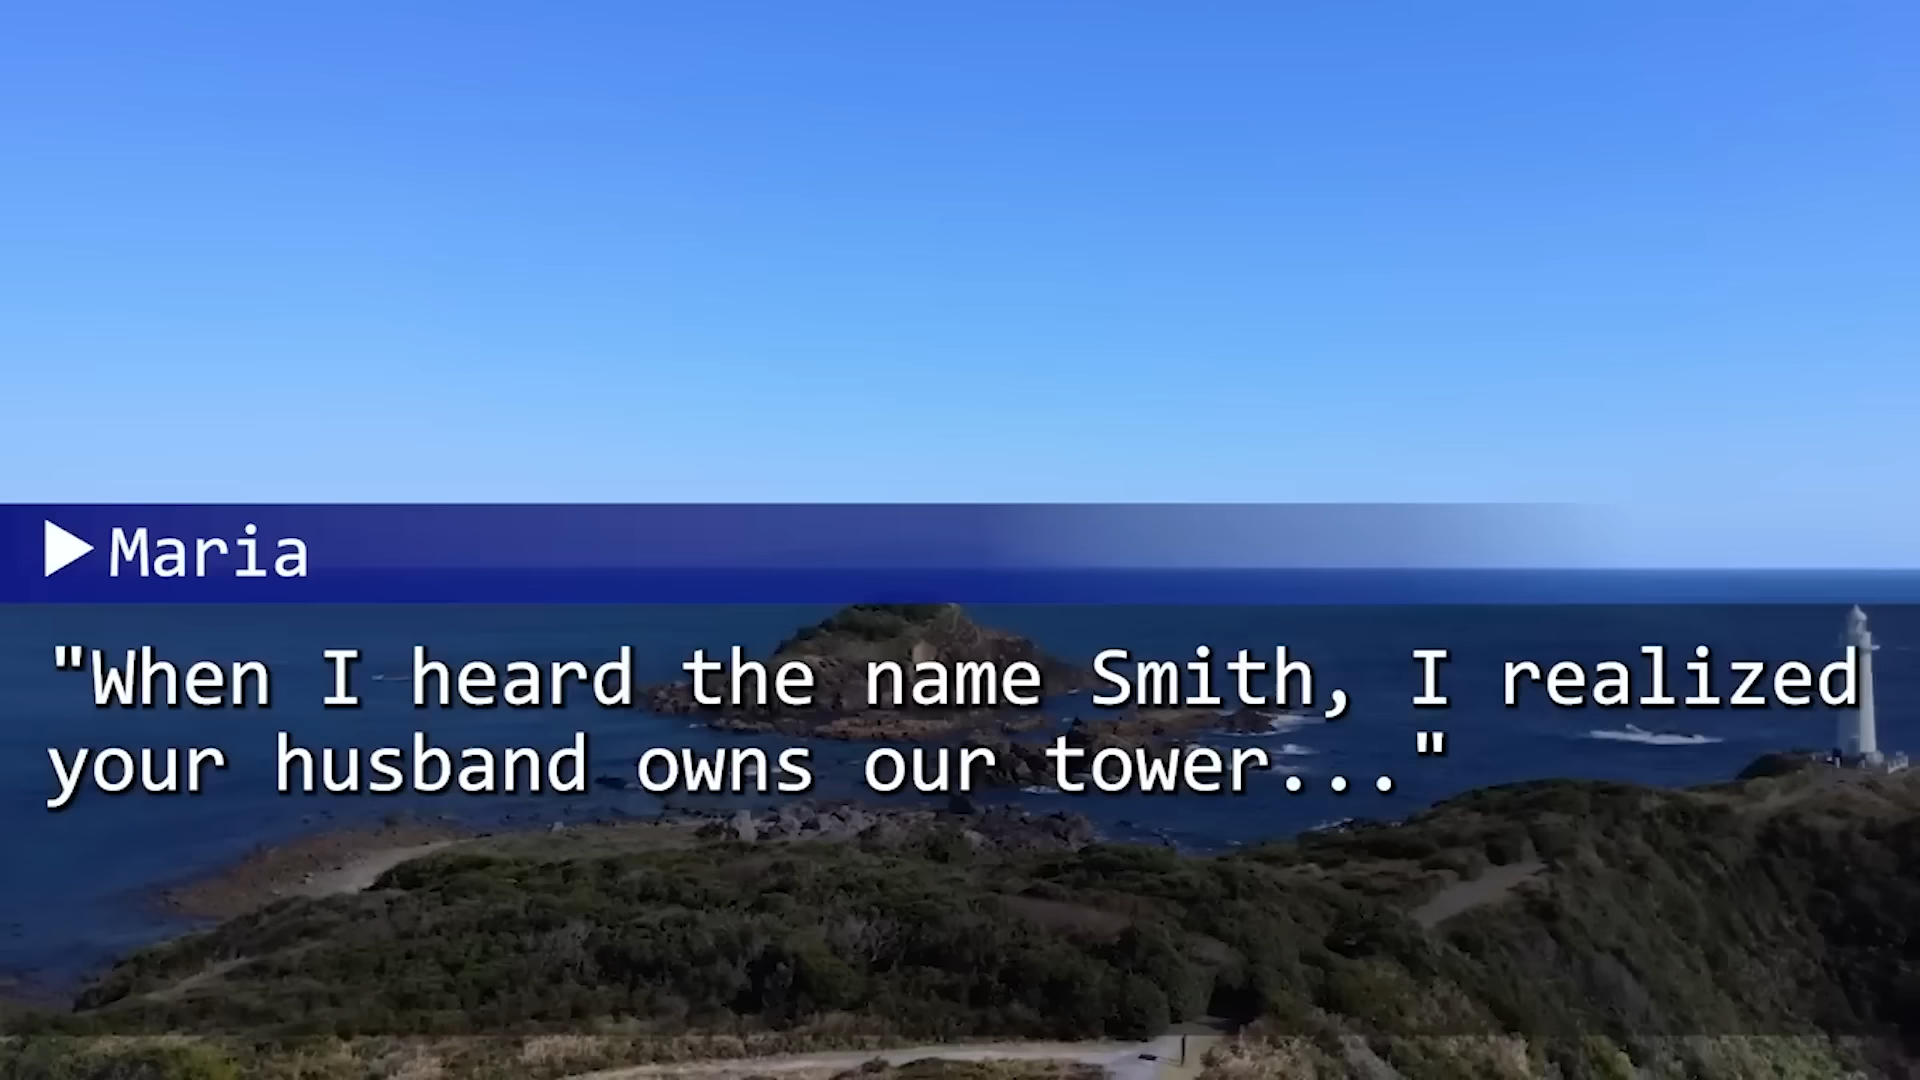 ▶Maria
"When I heard the name Smith, I realized
your husband owns our tower..."